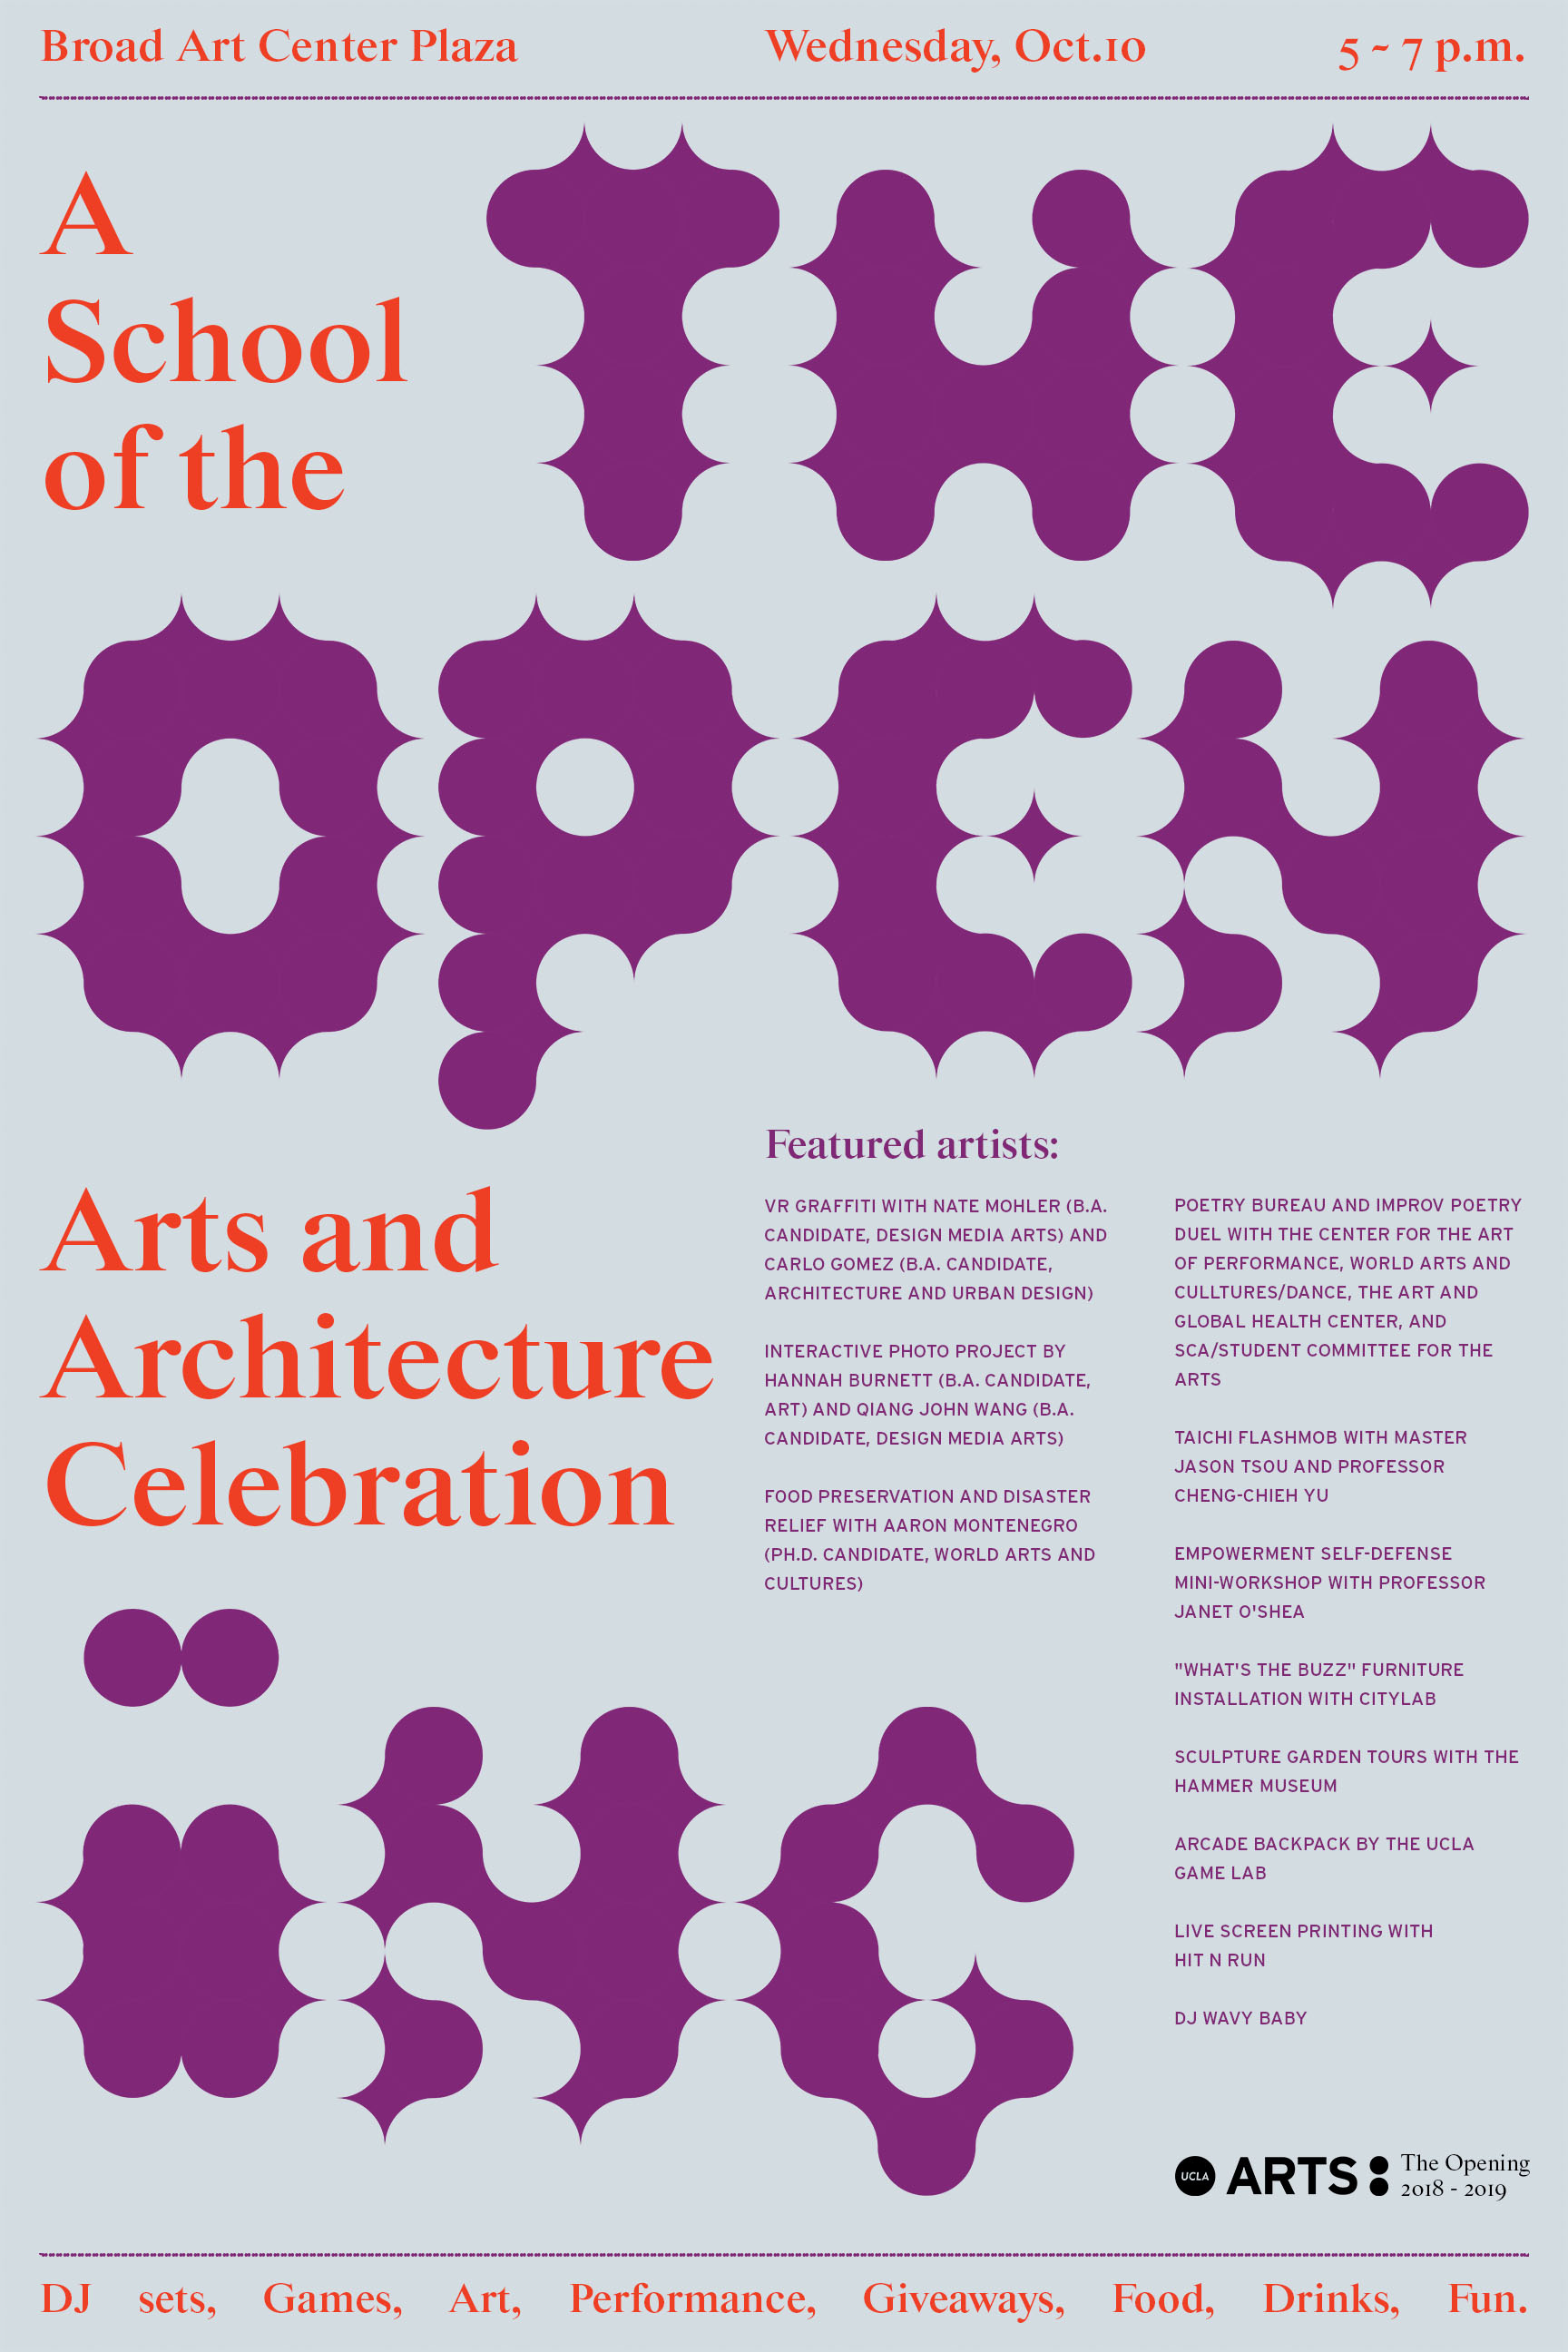 Broad Art Center Plaza
Wednesday, Oct.10
5 ~ 7 p.m.
A
School
of the
THE
OPEN
Arts and
Architecture
Celebration
iNG
Featured artists:
VR GRAFFITI WITH NATE MOHLER (B.A.
CANDIDATE, DESIGN MEDIA ARTS) AND
CARLO GOMEZ (B.A. CANDIDATE,
ARCHITECTURE AND URBAN DESIGN)
INTERACTIVE PHOTO PROJECT BY
HANNAH BURNETT (B.A. CANDIDATE,
ART) AND QIANG JOHN WANG (B.A.
CANDIDATE, DESIGN MEDIA ARTS)
FOOD PRESERVATION AND DISASTER
RELIEF WITH AARON MONTENEGRO
(PH.D. CANDIDATE, WORLD ARTS AND
CULTURES)
POETRY BUREAU AND IMPROV POETRY
DUEL WITH THE CENTER FOR THE ART
OF PERFORMANCE, WORLD ARTS AND
CULLTURES/DANCE, THE ART AND
GLOBAL HEALTH CENTER, AND
SCA/STUDENT COMMITTEE FOR THE
ARTS
TAICHI FLASHMOB WITH MASTER
JASON TSOU AND PROFESSOR
CHENG-CHIEH YU
EMPOWERMENT SELF-DEFENSE
MINI-WORKSHOP WITH PROFESSOR
JANET O'SHEA
"WHAT'S THE BUZZ" FURNITURE
INSTALLATION WITH CITYLAB
SCULPTURE GARDEN TOURS WITH THE
HAMMER MUSEUM
ARCADE BACKPACK BY THE UCLA
GAME LAB
LIVE SCREEN PRINTING WITH
HIT N RUN
DJ WAVY BABY
UCLA ARTS:
The Opening
2018 - 2019
DJ sets, Games, Art, Performance, Giveaways, Food, Drinks, Fun.